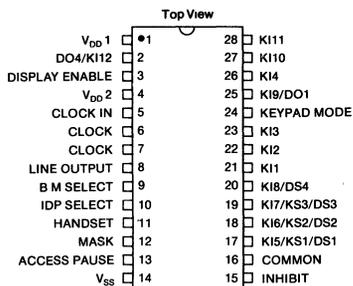 Top View
VDD 1 1 28 KI11
DO4/KI12 2 27 KI10
DISPLAY ENABLE 3 26 KI4
VDD 2 4 25 KI9/DO1
CLOCK IN 5 24 KEYPAD MODE
CLOCK 6 23 KI3
CLOCK 7 22 KI2
LINE OUTPUT 8 21 KI1
B M SELECT 9 20 KI8/DS4
IDP SELECT 10 19 KI7/KS3/DS3
HANDSET 11 18 KI6/KS2/DS2
MASK 12 17 KI5/KS1/DS1
ACCESS PAUSE 13 16 COMMON
VSS 14 15 INHIBIT